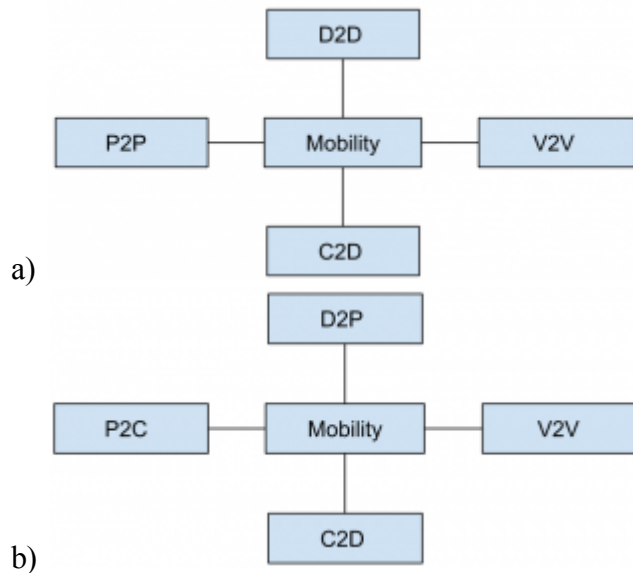 D2D
P2P Mobility V2V
C2D
a)
D2P
P2C Mobility V2V
C2D
b)